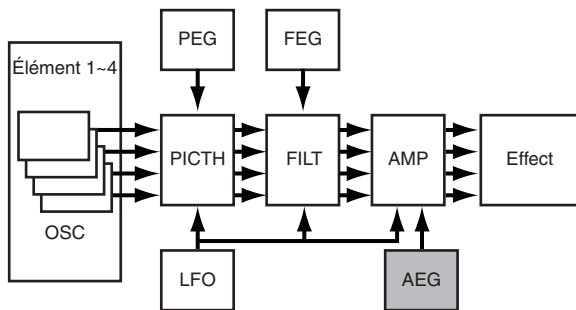 PEG
FEG
Élément 1~4
PICTH
FILT
AMP
Effect
OSC
LFO
AEG